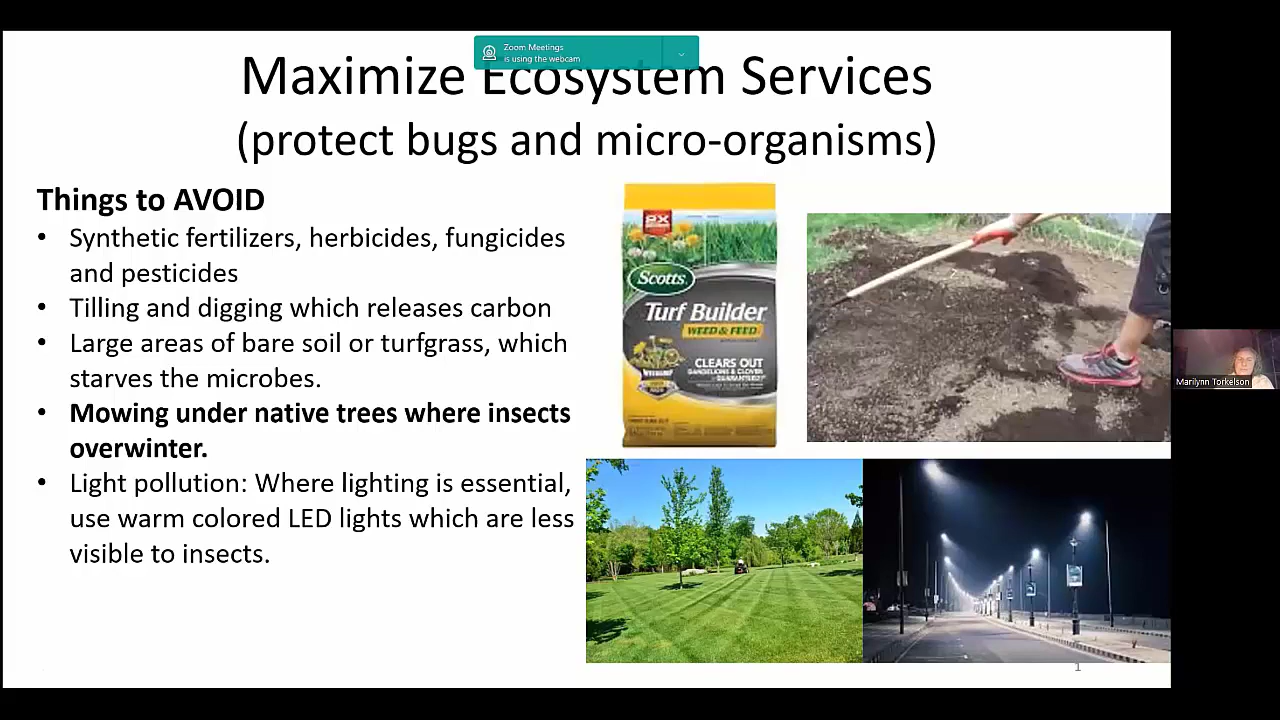 Zoom Meetings
is using the webcam
Maximize Ecosystem Services
(protect bugs and micro-organisms)
Things to AVOID
• Synthetic fertilizers, herbicides, fungicides
and pesticides
• Tilling and digging which releases carbon
• Large areas of bare soil or turfgrass, which
starves the microbes.
• Mowing under native trees where insects
overwinter.
• Light pollution: Where lighting is essential,
use warm colored LED lights which are less
visible to insects.
2X
Scotts
Turf Builder
WEED & FEED
CLEARS OUT
DANDELIONS & CLOVER
GUARANTEED!
Marilynn Torkelson
1